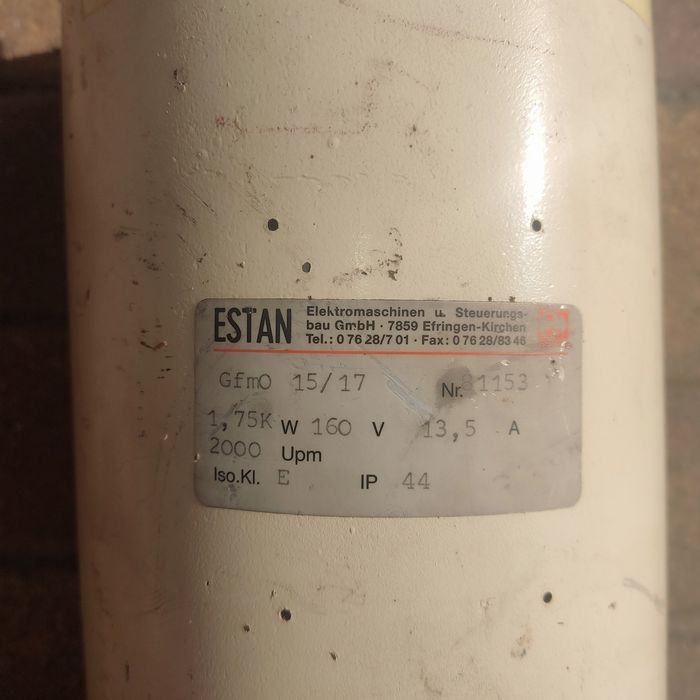 ESTAN
Elektromaschinen u. Steuerungs-
bau GmbH · 7859 Efringen-Kirchen
Tel.: 0 76 28/7 01 · Fax: 0 76 28/83 46
GfmO 15/17 Nr. 81153
1,75K W 160 V 13,5 A
2000 Upm
Iso.Kl. E IP 44